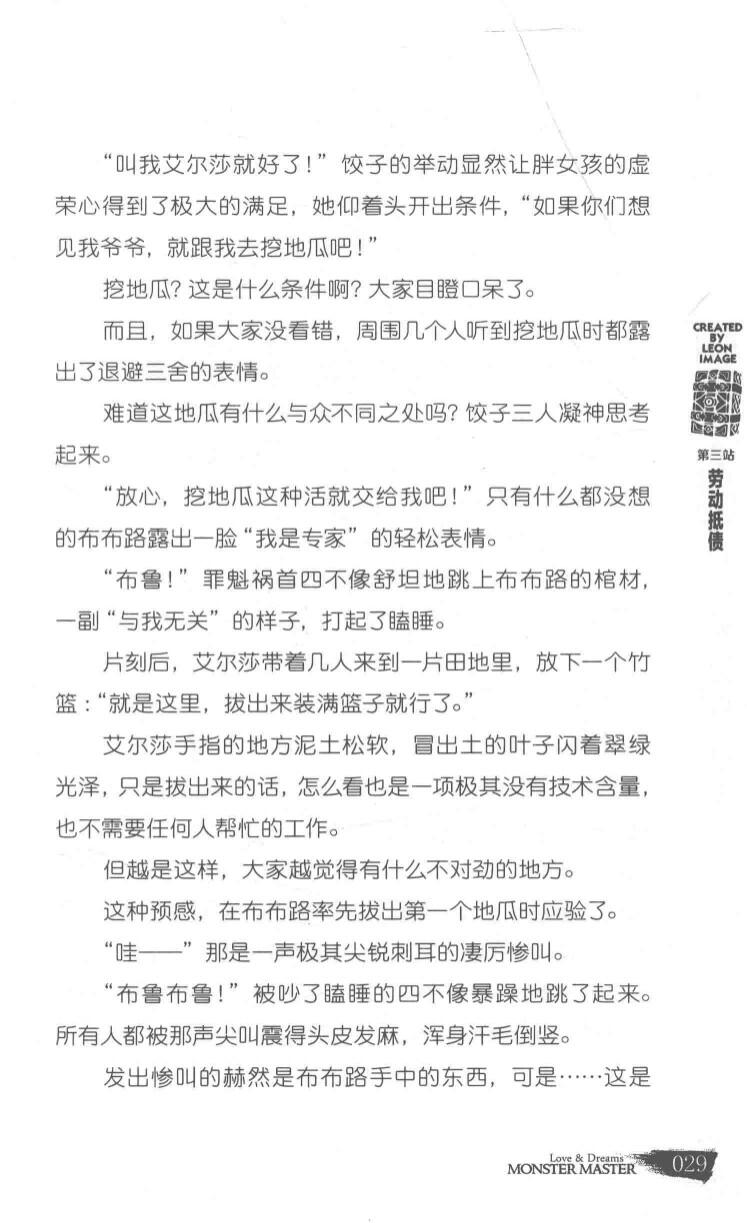 “叫我艾尔莎就好了！”饺子的举动显然让胖女孩的虚
荣心得到了极大的满足，她仰着头开出条件，“如果你们想
见我爷爷，就跟我去挖地瓜吧！”
挖地瓜？这是什么条件啊？大家目瞪口呆了。
而且，如果大家没看错，周围几个人听到挖地瓜时都露
出了退避三舍的表情。
难道这地瓜有什么与众不同之处吗？饺子三人凝神思考
起来。
“放心，挖地瓜这种活就交给我吧！”只有什么都没想
的布布路露出一脸“我是专家”的轻松表情。
“布鲁！”罪魁祸首四不像舒坦地跳上布布路的棺材，
一副“与我无关”的样子，打起了瞌睡。
片刻后，艾尔莎带着几人来到一片田地里，放下一个竹
篮：“就是这里，拔出来装满篮子就行了。”
艾尔莎手指的地方泥土松软，冒出土的叶子闪着翠绿
光泽，只是拔出来的话，怎么看也是一项极其没有技术含量，
也不需要任何人帮忙的工作。
但越是这样，大家越觉得有什么不对劲的地方。
这种预感，在布布路率先拔出第一个地瓜时应验了。
“哇——”那是一声极其尖锐刺耳的凄厉惨叫。
“布鲁布鲁！”被吵了瞌睡的四不像暴躁地跳了起来。
所有人都被那声尖叫震得头皮发麻，浑身汗毛倒竖。
发出惨叫的赫然是布布路手中的东西，可是……这是
CREATED
BY
LEON
IMAGE
第三站
劳动抵债
Love & Dreams
MONSTER MASTER
029